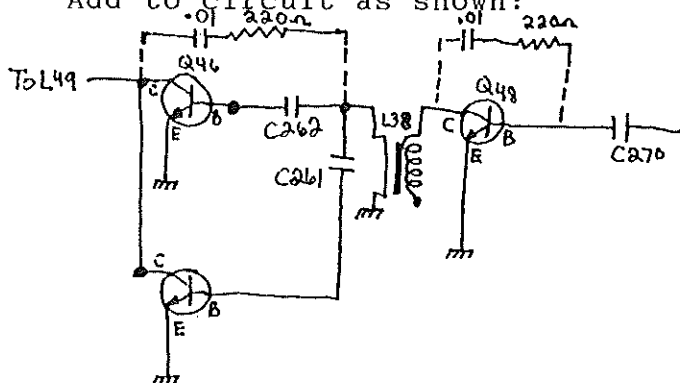 Add to circuit as shown:
.01 220Ω
.01 220Ω
To L49
C
Q46
B
E
C262
C261
L38
C
Q48
B
E
C270
C
B
E